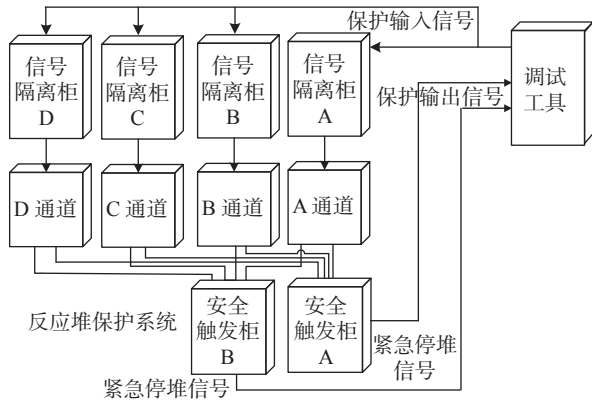 保护输入信号
信号
隔离柜
D
信号
隔离柜
C
信号
隔离柜
B
信号
隔离柜
A
调试
工具
保护输出信号
D 通道
C 通道
B 通道
A 通道
反应堆保护系统
安全
触发柜
B
安全
触发柜
A
紧急停堆
信号
紧急停堆信号